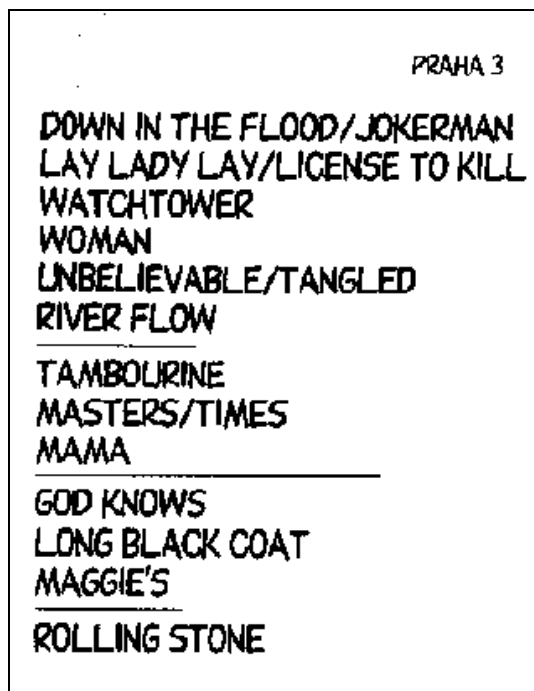 PRAHA 3
DOWN IN THE FLOOD/JOKERMAN
LAY LADY LAY/LICENSE TO KILL
WATCHTOWER
WOMAN
UNBELIEVABLE/TANGLED
RIVER FLOW
TAMBOURINE
MASTERS/TIMES
MAMA
GOD KNOWS
LONG BLACK COAT
MAGGIE'S
ROLLING STONE